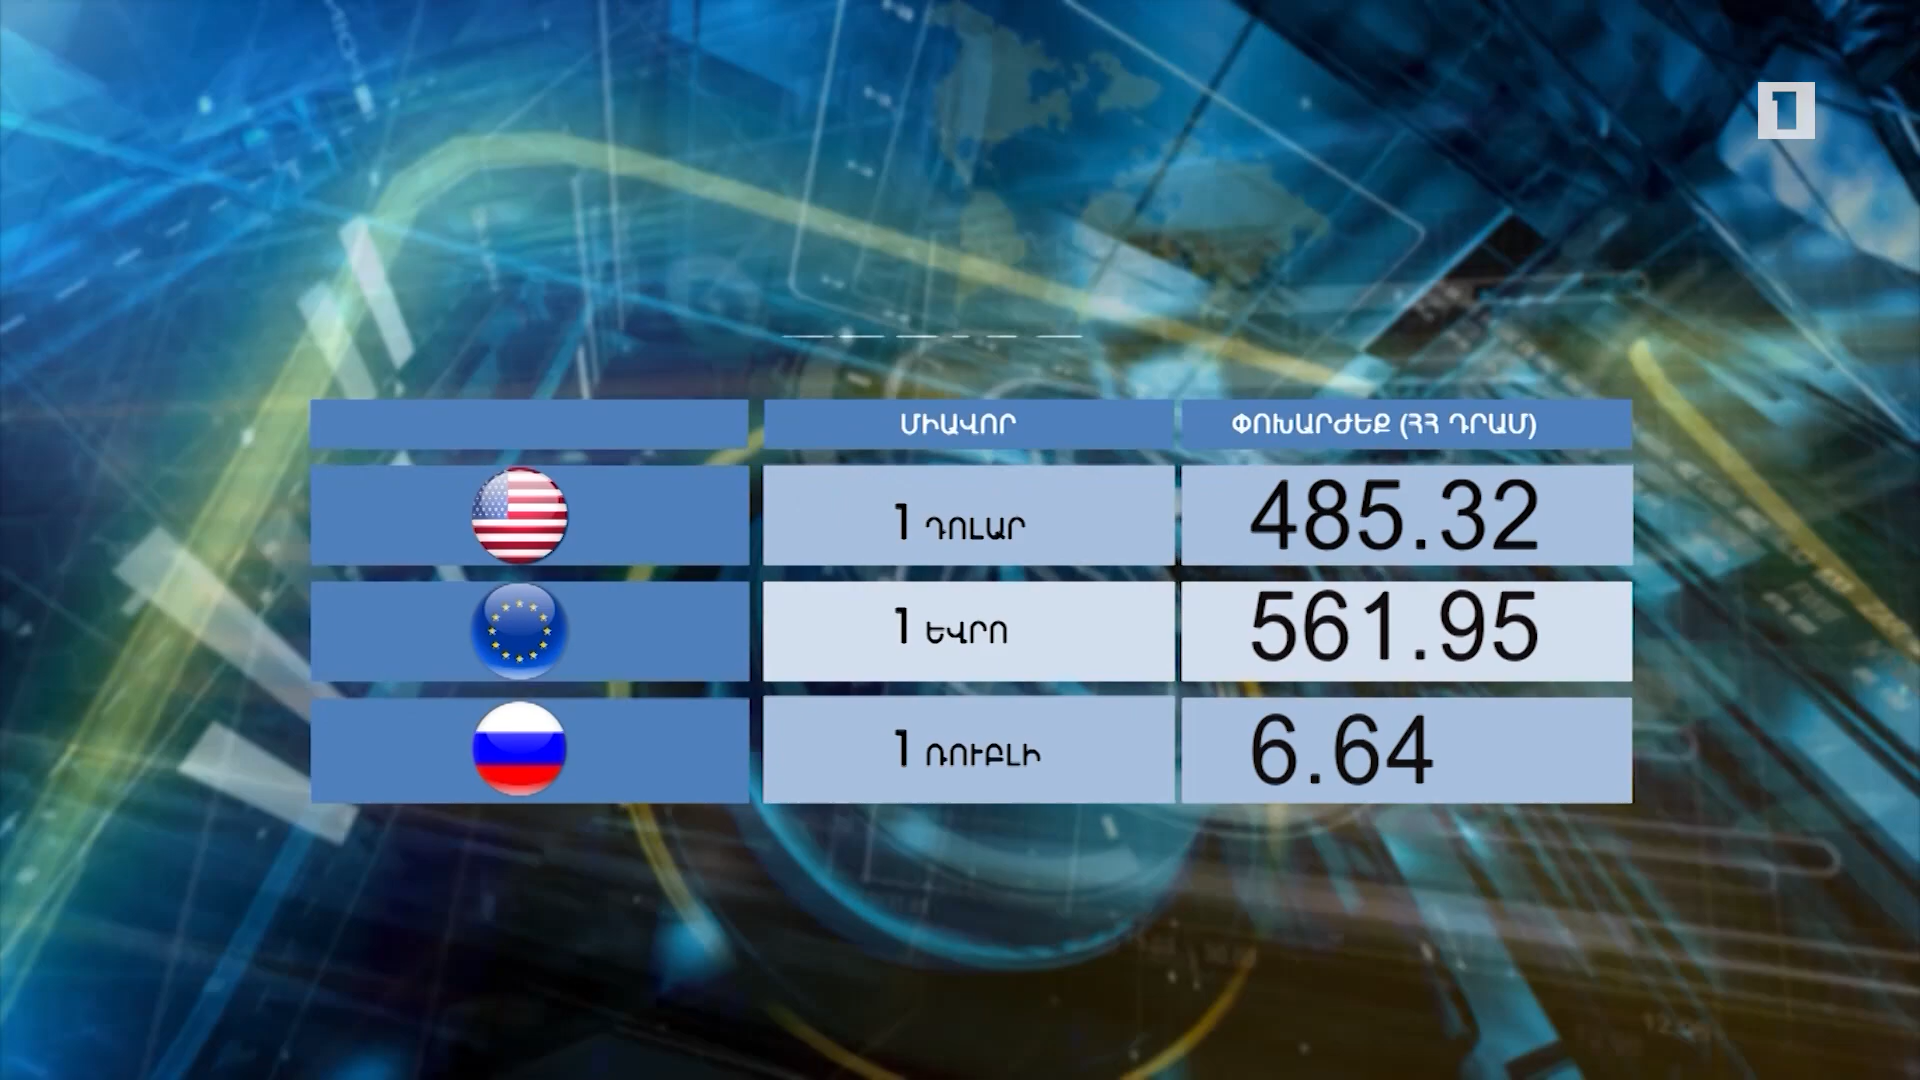 1
ՄԻԱՎՈՐ ՓՈԽԱՐԺԵՔ (ՀՀ ԴՐԱՄ)
1 ԴՈԼԱՐ 485.32
1 ԵՎՐՈ 561.95
1 ՌՈՒԲԼԻ 6.64